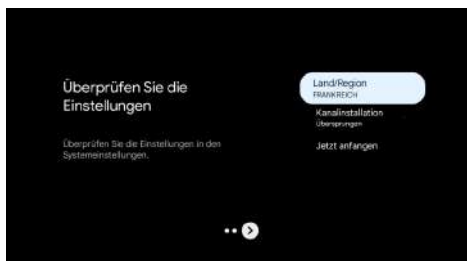 Überprüfen Sie die
Einstellungen
Überprüfen Sie die Einstellungen in den
Systemeinstellungen.
Land/Region
FRANKREICH
Kanalinstallation
Übersprungen
Jetzt anfangen